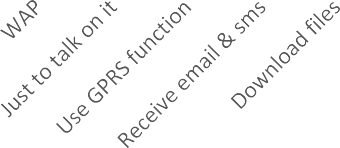 WAP
Just to talk on it
Use GPRS function
Receive email & sms
Download files